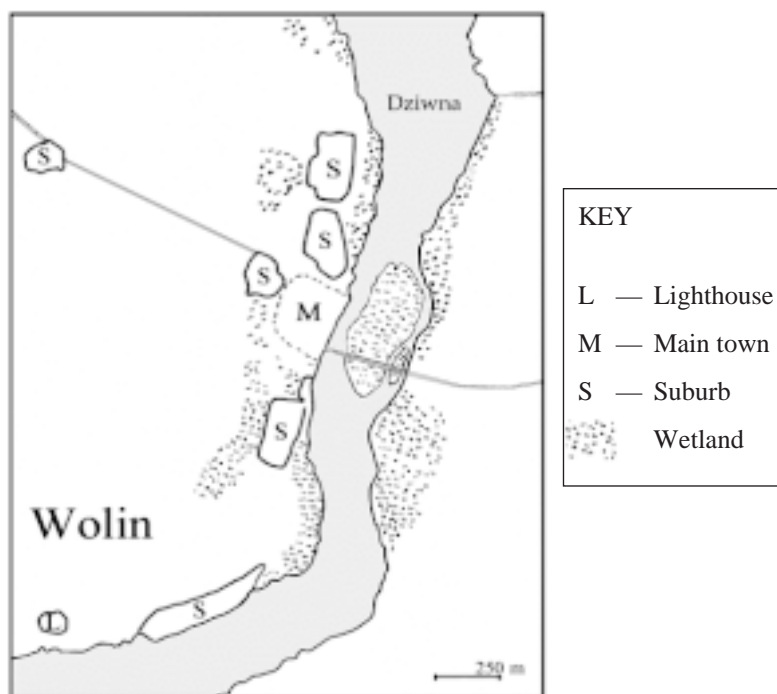 Dziwna
S
S
S
S
M
S
Wolin
S
L
250 m
KEY
L — Lighthouse
M — Main town
S — Suburb
Wetland